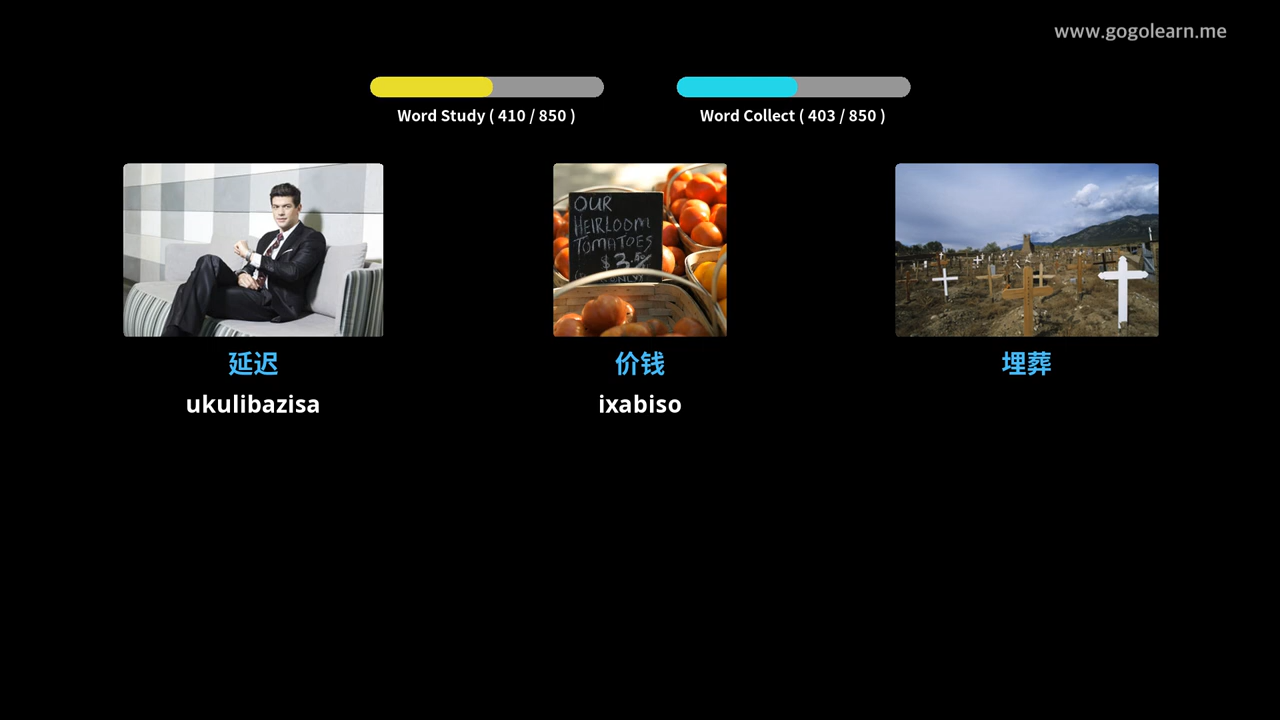 www.gogolearn.me
Word Study ( 410 / 850 )
Word Collect ( 403 / 850 )
OUR
HEIRLOOM
TOMATOES
延迟
价钱
埋葬
ukulibazisa
ixabiso